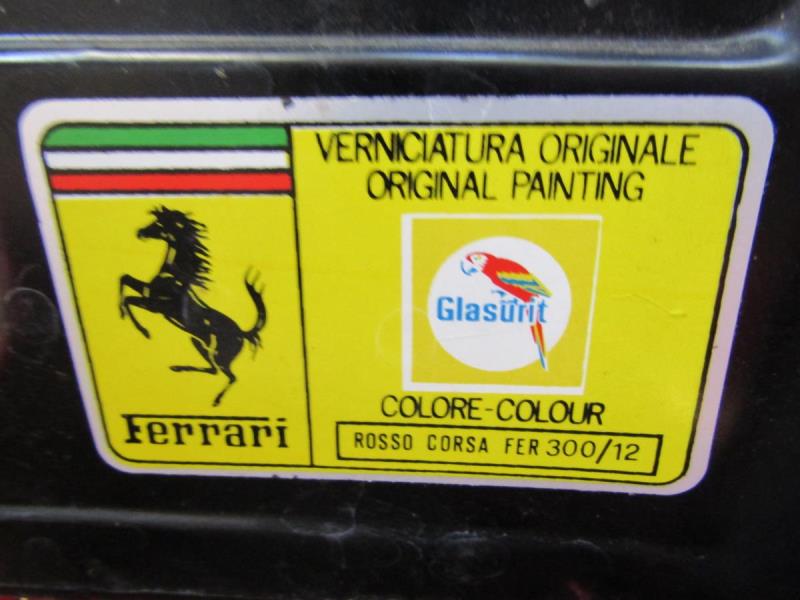 VERNICIATURA ORIGINALE
ORIGINAL PAINTING
Glasurit
COLORE-COLOUR
ROSSO CORSA FER 300/12
Ferrari